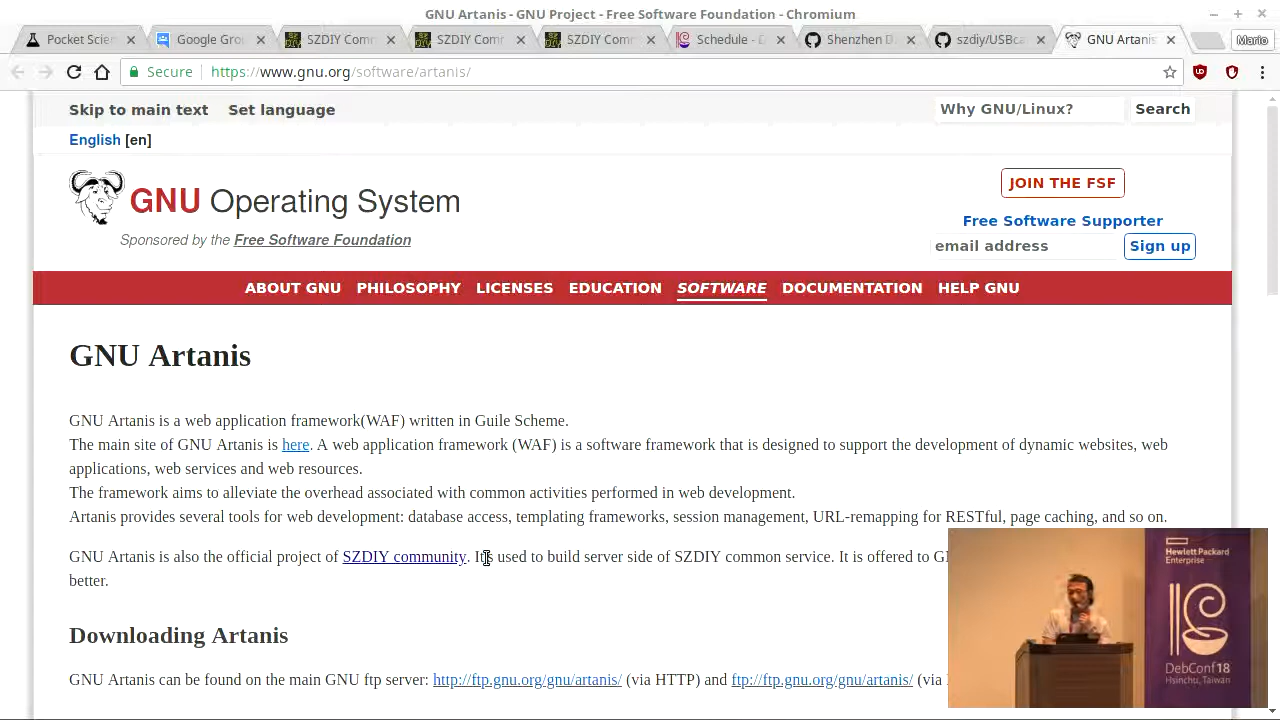 GNU Artanis - GNU Project - Free Software Foundation - Chromium
Pocket Scien
Google Gro
SZDIY Com
SZDIY Com
SZDIY Com
Schedule - D
Shenzhen D
szdiy/USBca
GNU Artanis
Mario
Secure https://www.gnu.org/software/artanis/
Skip to main text Set language
Why GNU/Linux? Search
English [en]
GNU Operating System
Sponsored by the Free Software Foundation
JOIN THE FSF
Free Software Supporter
email address Sign up
ABOUT GNU PHILOSOPHY LICENSES EDUCATION SOFTWARE DOCUMENTATION HELP GNU
GNU Artanis
GNU Artanis is a web application framework(WAF) written in Guile Scheme.
The main site of GNU Artanis is here. A web application framework (WAF) is a software framework that is designed to support the development of dynamic websites, web
applications, web services and web resources.
The framework aims to alleviate the overhead associated with common activities performed in web development.
Artanis provides several tools for web development: database access, templating frameworks, session management, URL-remapping for RESTful, page caching, and so on.
GNU Artanis is also the official project of SZDIY community. used to build server side of SZDIY common service. It is offered to
better.
Downloading Artanis
GNU Artanis can be found on the main GNU ftp server: http://ftp.gnu.org/gnu/artanis/ (via HTTP) and ftp://ftp.gnu.org/gnu/artanis/ (via
Hewlett Packard
Enterprise
DebConf18
Hsinchu, Taiwan